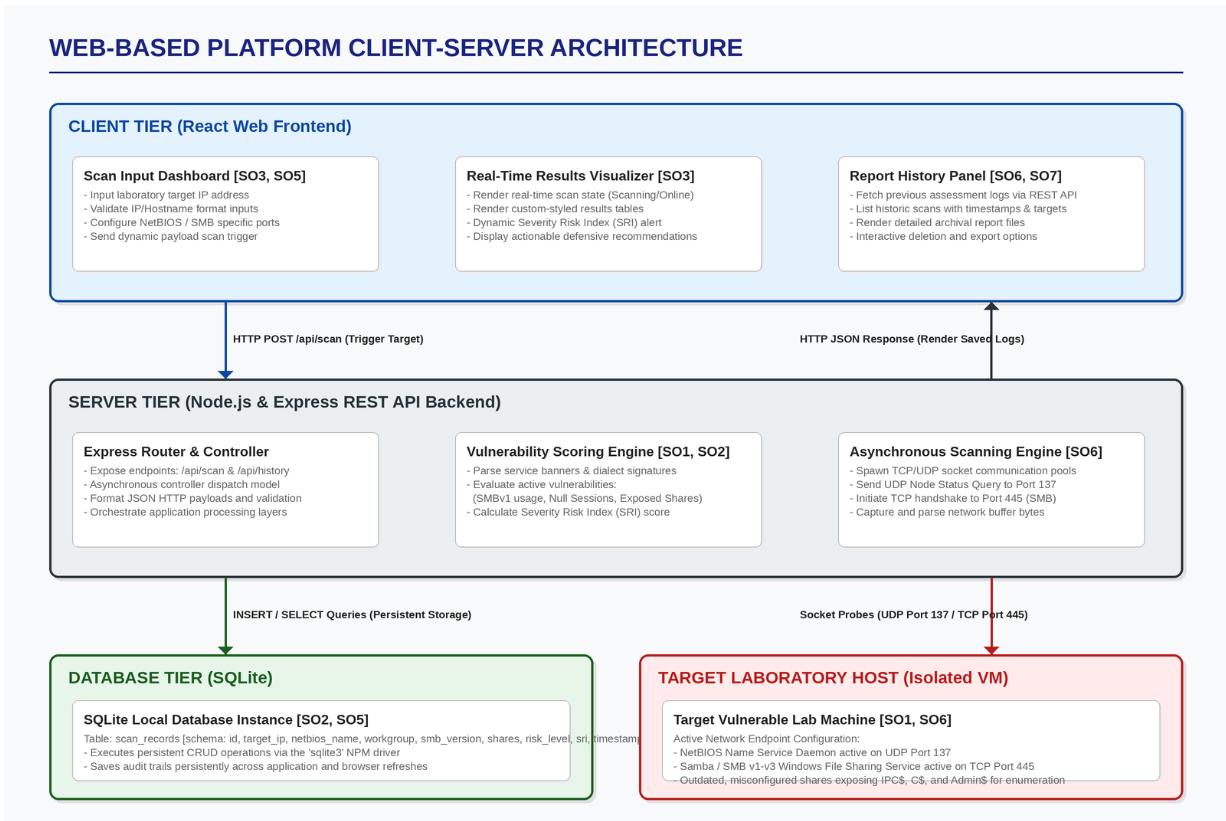 WEB-BASED PLATFORM CLIENT-SERVER ARCHITECTURE
CLIENT TIER (React Web Frontend)
Scan Input Dashboard [SO3, SO5]
- Input laboratory target IP address
- Validate IP/Hostname format inputs
- Configure NetBIOS / SMB specific ports
- Send dynamic payload scan trigger
Real-Time Results Visualizer [SO3]
- Render real-time scan state (Scanning/Online)
- Render custom-styled results tables
- Dynamic Severity Risk Index (SRI) alert
- Display actionable defensive recommendations
Report History Panel [SO6, SO7]
- Fetch previous assessment logs via REST API
- List historic scans with timestamps & targets
- Render detailed archival report files
- Interactive deletion and export options
HTTP POST /api/scan (Trigger Target)
HTTP JSON Response (Render Saved Logs)
SERVER TIER (Node.js & Express REST API Backend)
Express Router & Controller
- Expose endpoints: /api/scan & /api/history
- Asynchronous controller dispatch model
- Format JSON HTTP payloads and validation
- Orchestrate application processing layers
Vulnerability Scoring Engine [SO1, SO2]
- Parse service banners & dialect signatures
- Evaluate active vulnerabilities:
(SMBv1 usage, Null Sessions, Exposed Shares)
- Calculate Severity Risk Index (SRI) score
Asynchronous Scanning Engine [SO6]
- Spawn TCP/UDP socket communication pools
- Send UDP Node Status Query to Port 137
- Initiate TCP handshake to Port 445 (SMB)
- Capture and parse network buffer bytes
INSERT / SELECT Queries (Persistent Storage)
Socket Probes (UDP Port 137 / TCP Port 445)
DATABASE TIER (SQLite)
SQLite Local Database Instance [SO2, SO5]
Table: scan_records [schema: id, target_ip, netbios_name, workgroup, smb_version, shares, risk_level, sri, timestamp
- Executes persistent CRUD operations via the 'sqlite3' NPM driver
- Saves audit trails persistently across application and browser refreshes
TARGET LABORATORY HOST (Isolated VM)
Target Vulnerable Lab Machine [SO1, SO6]
Active Network Endpoint Configuration:
- NetBIOS Name Service Daemon active on UDP Port 137
- Samba / SMB v1-v3 Windows File Sharing Service active on TCP Port 445
- Outdated, misconfigured shares exposing IPC$, C$, and Admin$ for enumeration